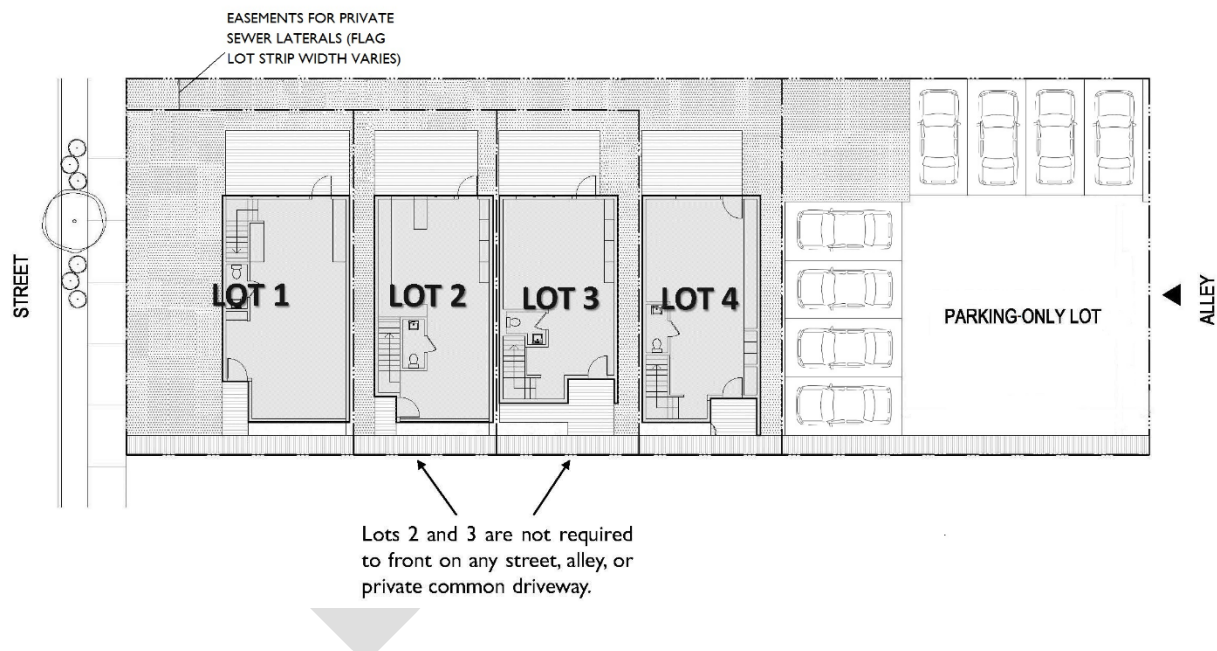 EASEMENTS FOR PRIVATE
SEWER LATERALS (FLAG
LOT STRIP WIDTH VARIES)
STREET
LOT 1
LOT 2
LOT 3
LOT 4
PARKING-ONLY LOT
ALLEY
Lots 2 and 3 are not required
to front on any street, alley, or
private common driveway.